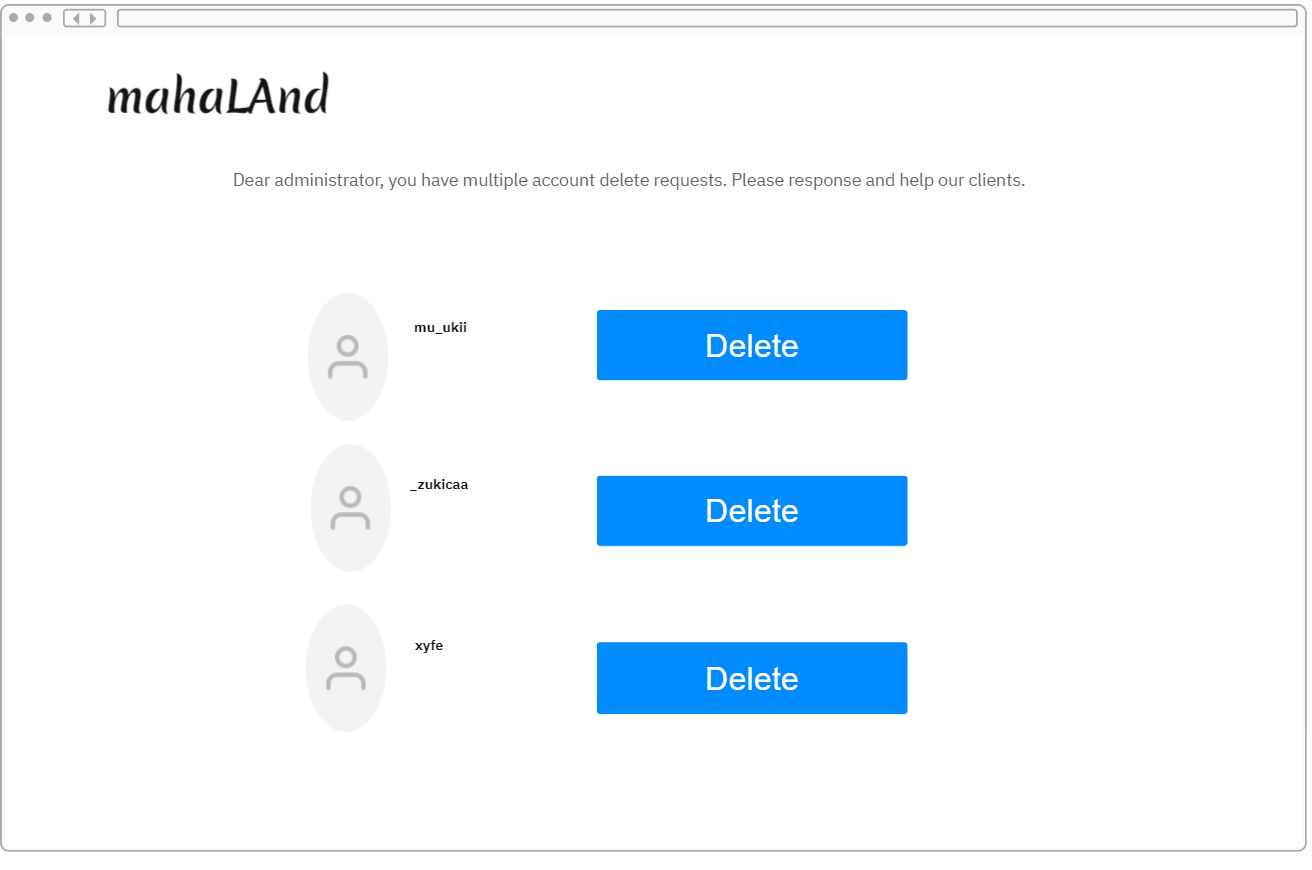 mahaLAnd
Dear administrator, you have multiple account delete requests. Please response and help our clients.
mu_ukii
Delete
_zukicaa
Delete
xyfe
Delete